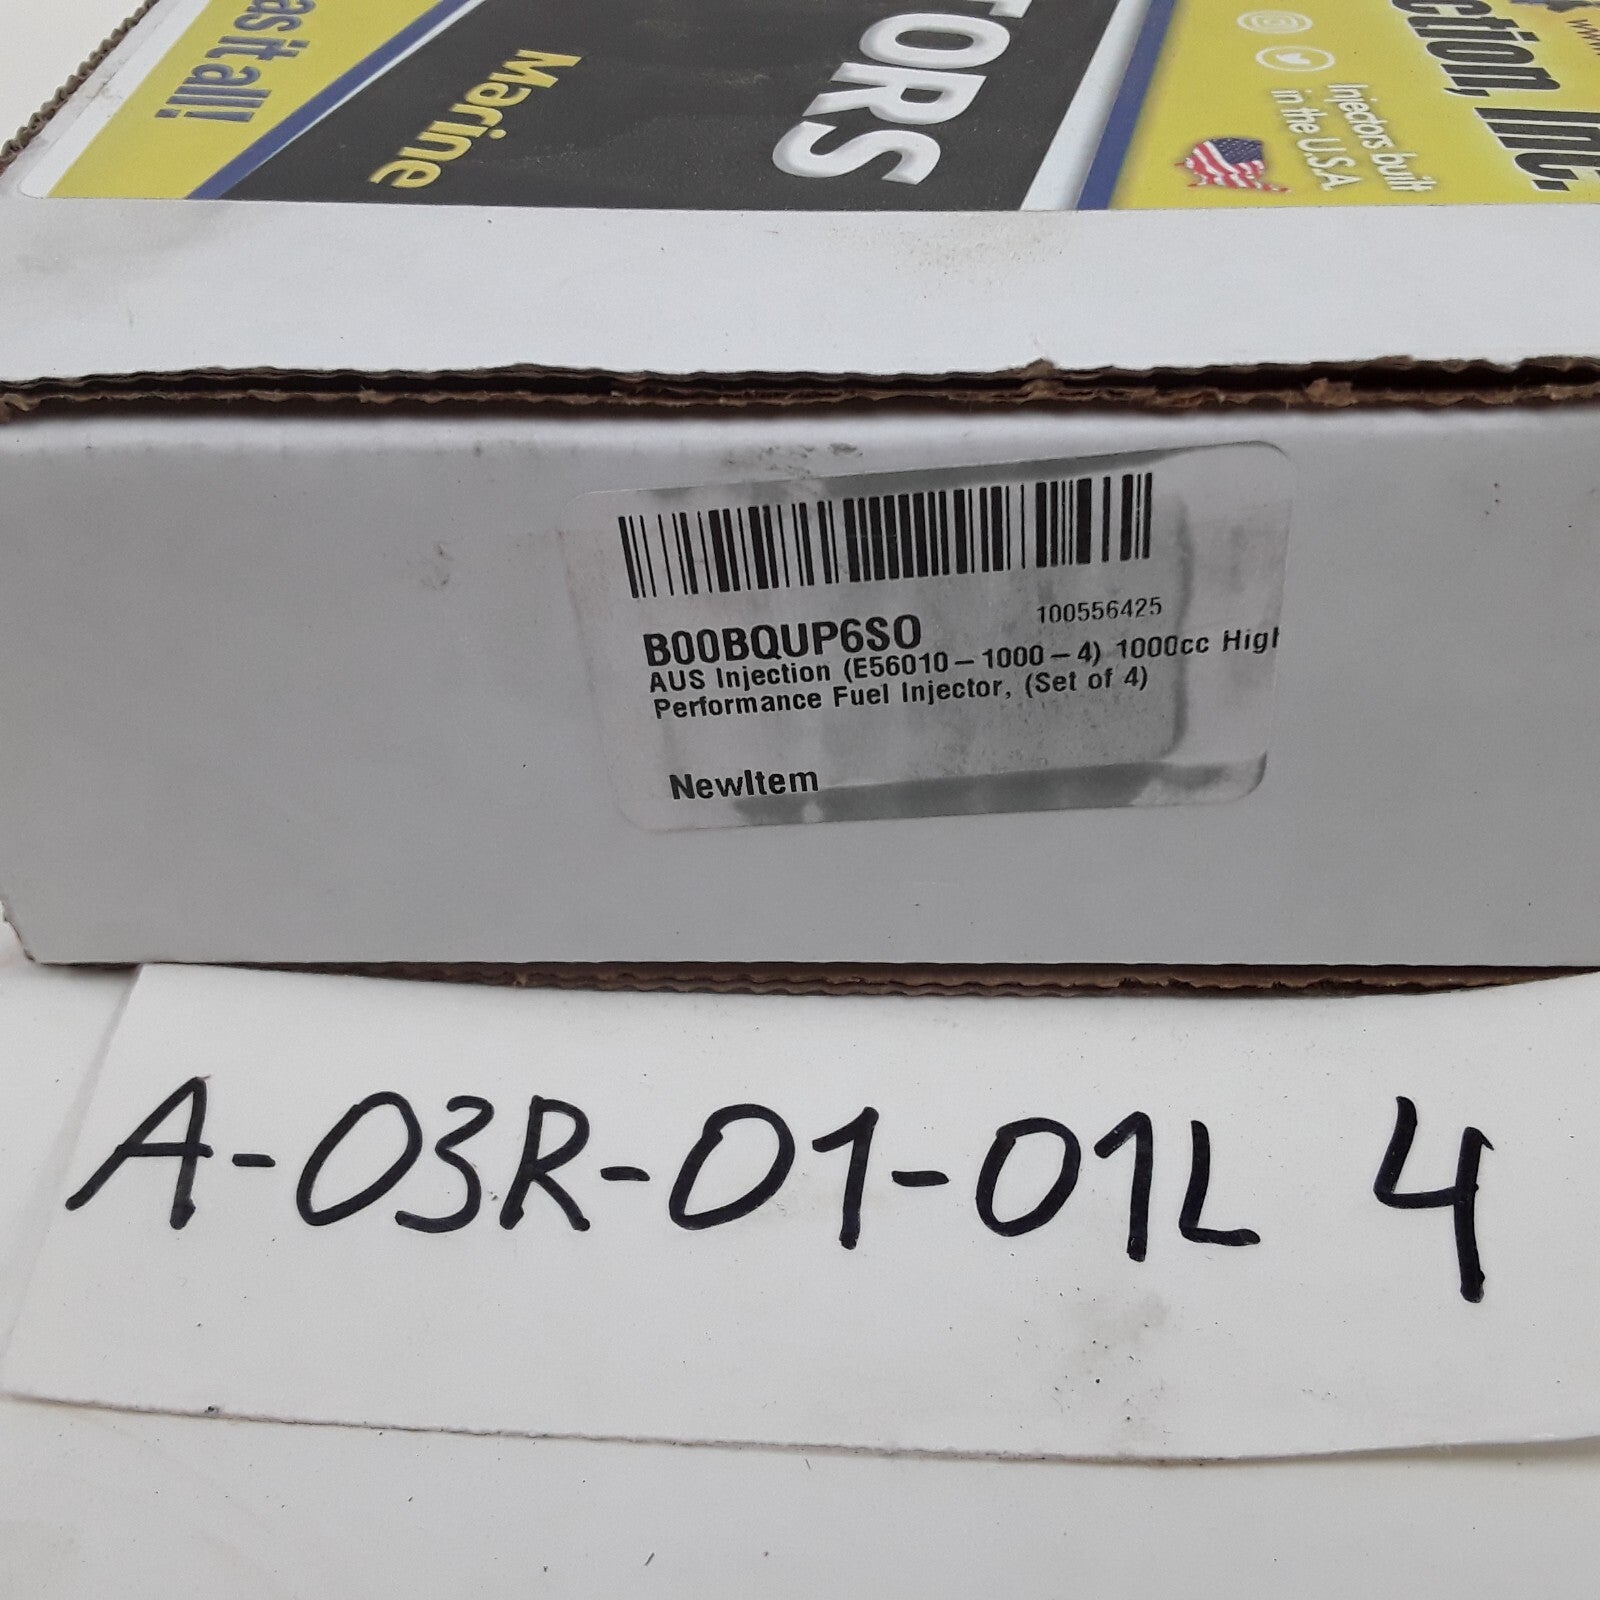 as it all!
Marine
TORS
Injectors built
in the U.S.A
ction, Inc.
100556425
B00BQUP6SO
AUS Injection (E56010-1000-4) 1000cc High
Performance Fuel Injector, (Set of 4)
NewItem
A-03R-01-01L 4